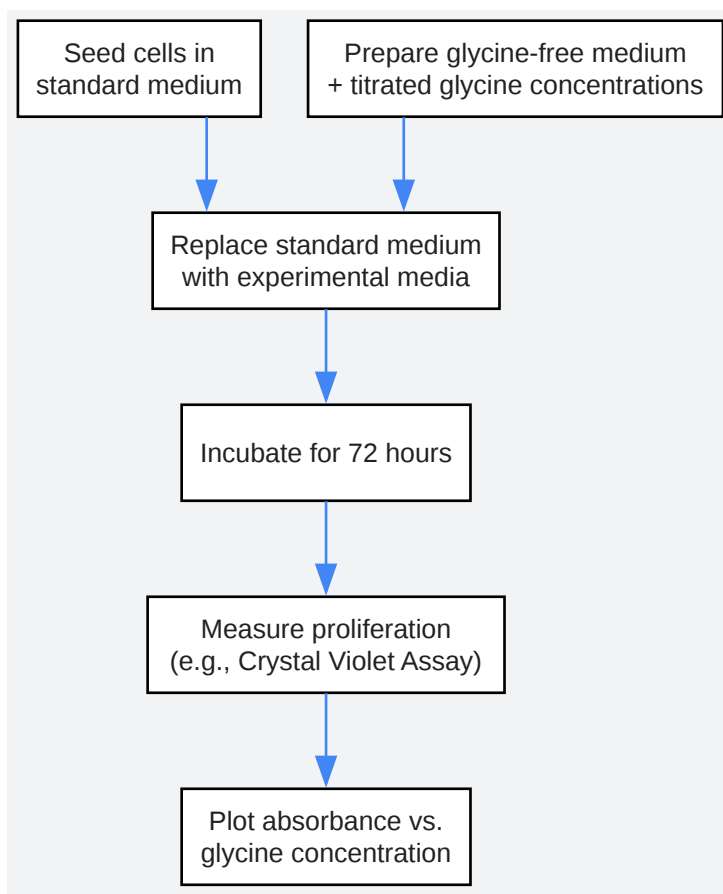 Seed cells in
standard medium
Prepare glycine-free medium
+ titrated glycine concentrations
Replace standard medium
with experimental media
Incubate for 72 hours
Measure proliferation
(e.g., Crystal Violet Assay)
Plot absorbance vs.
glycine concentration